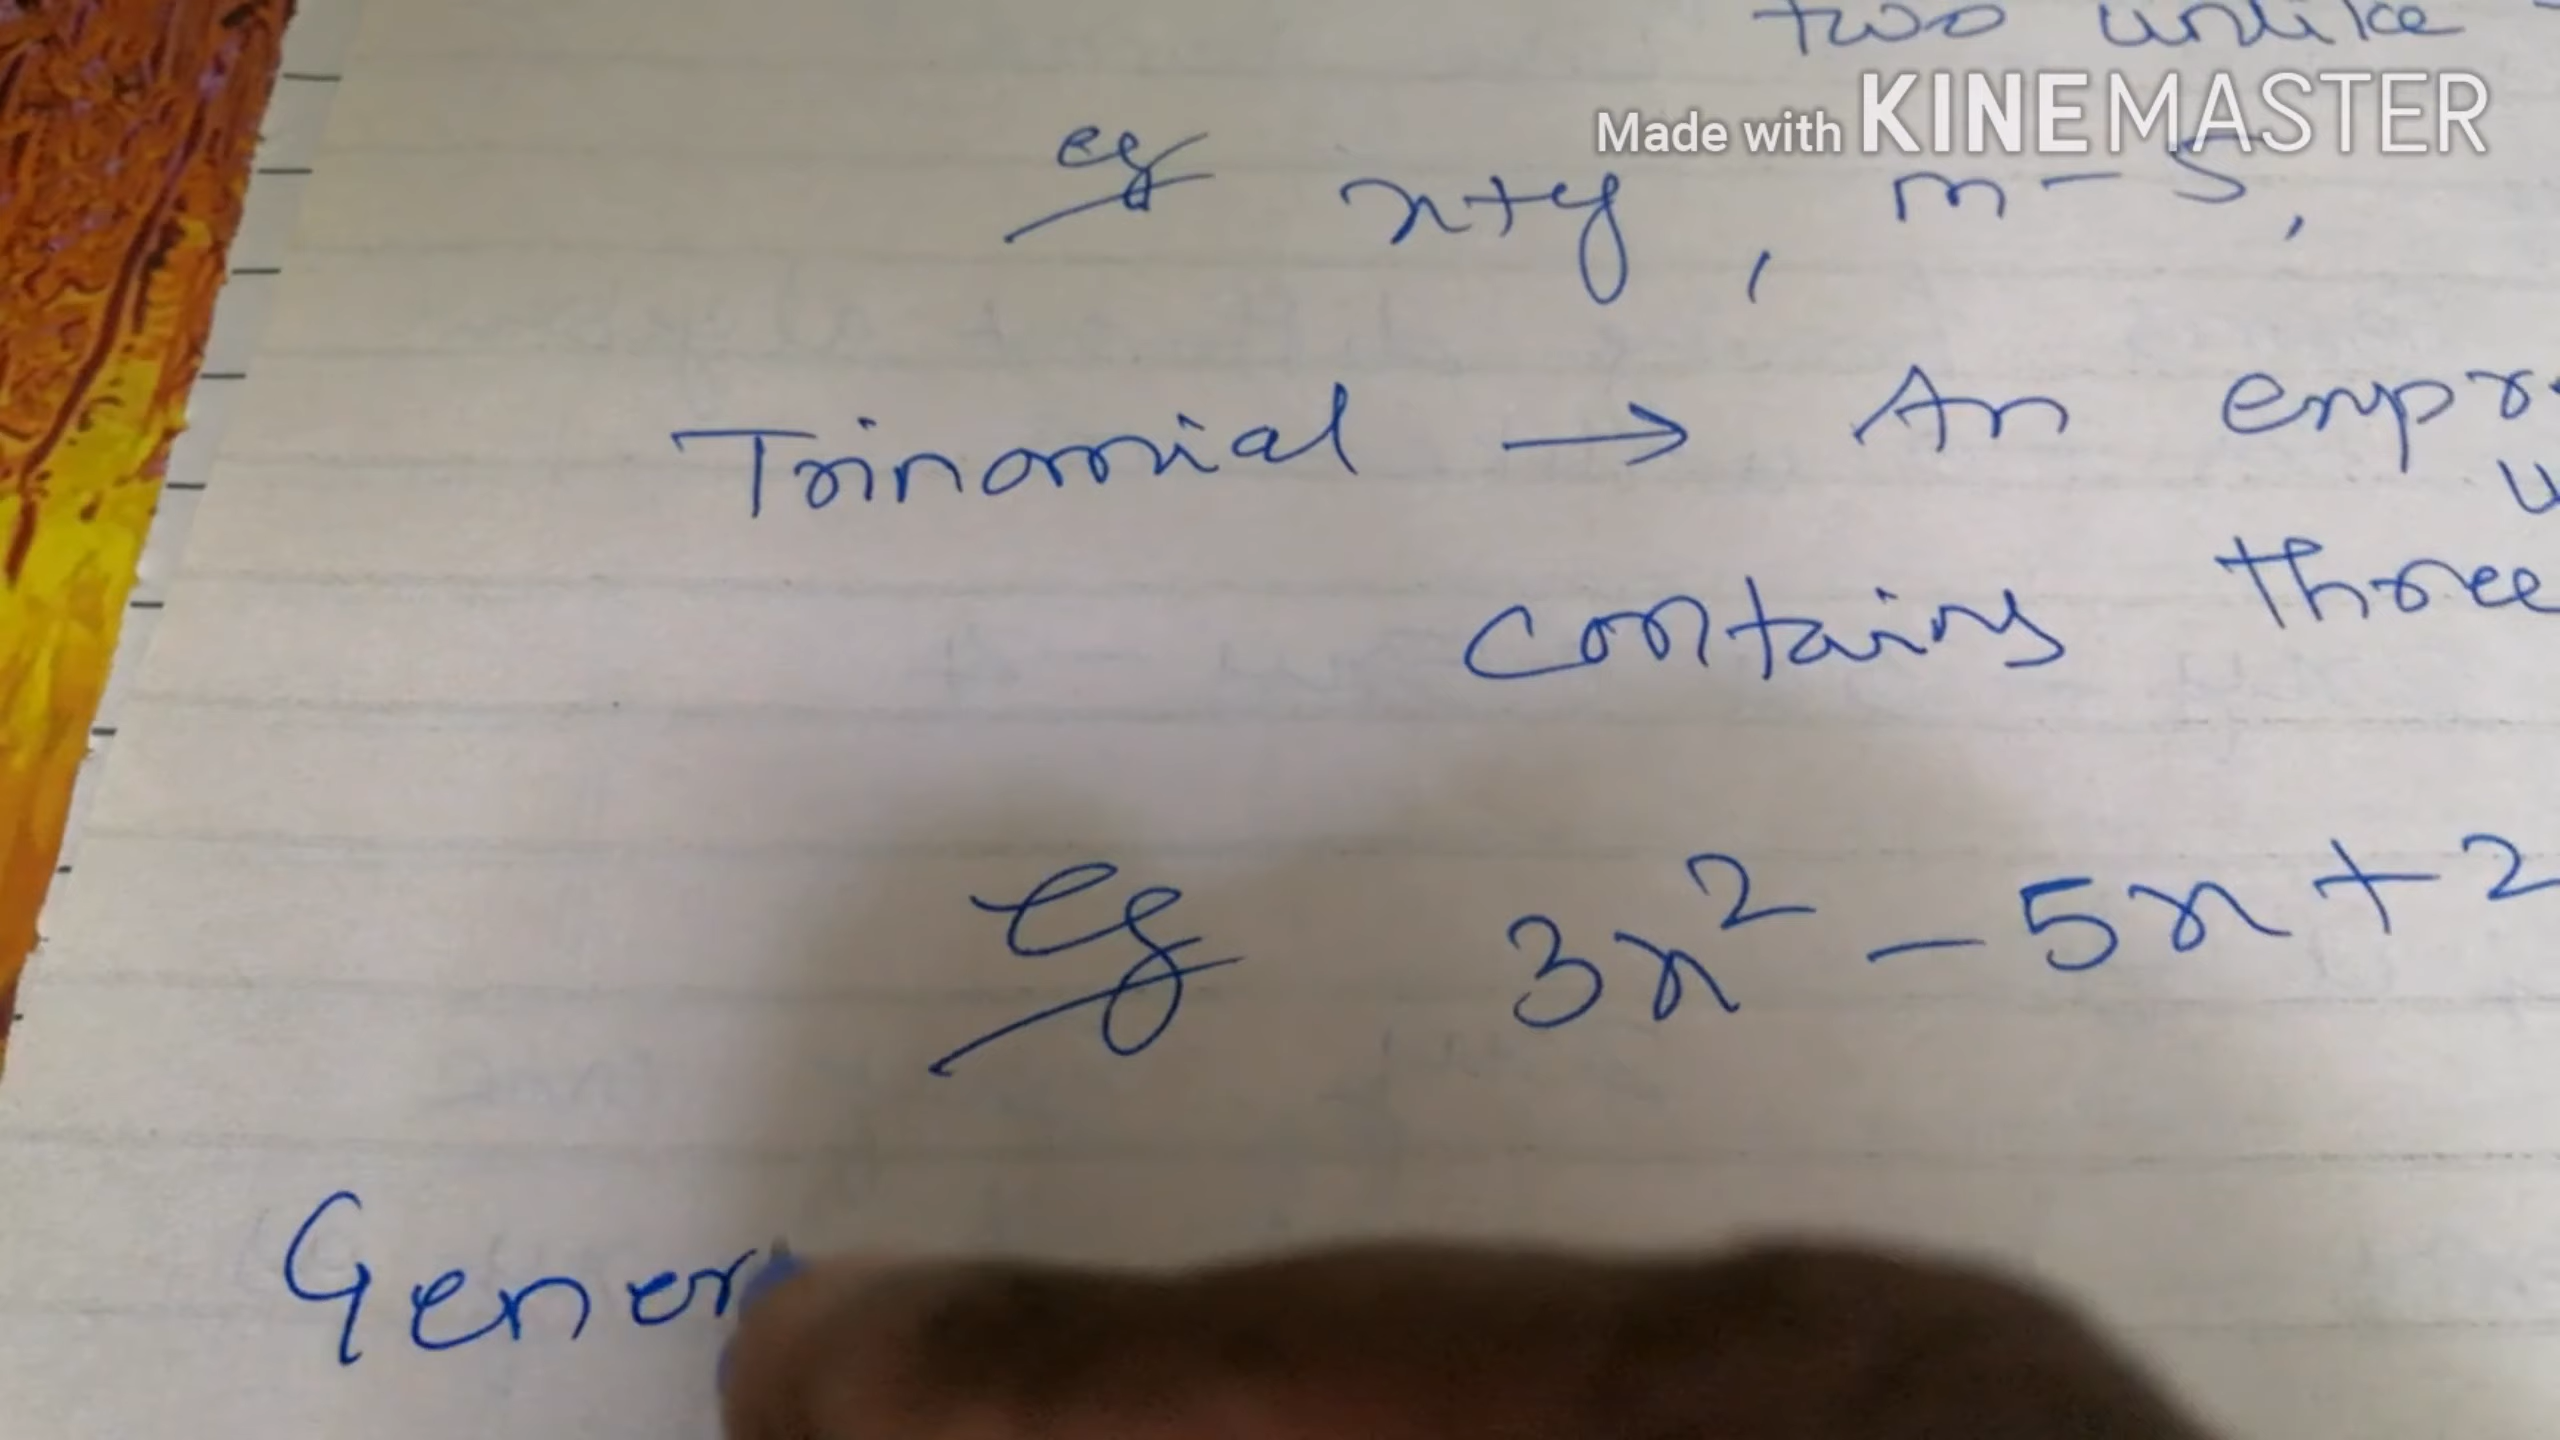 two unlike
Made with KINEMASTER
eg x+y, m-5,
Trinomial → An expr
contains three
eg 3x² - 5x + 2
Gener